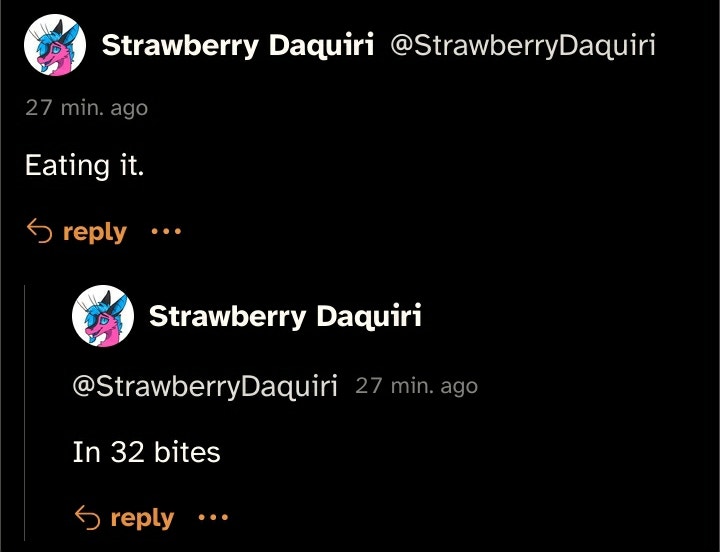 Strawberry Daquiri @StrawberryDaquiri
27 min. ago
Eating it.
reply
Strawberry Daquiri
@StrawberryDaquiri 27 min. ago
In 32 bites
reply